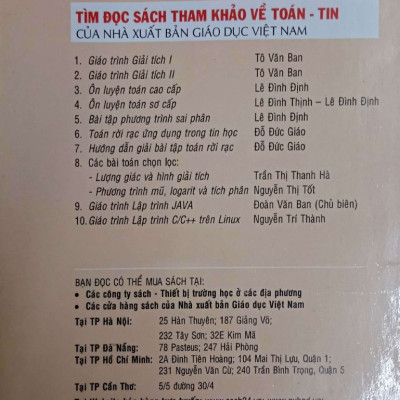 TÌM ĐỌC SÁCH THAM KHẢO VỀ TOÁN - TIN
CỦA NHÀ XUẤT BẢN GIÁO DỤC VIỆT NAM
1. Giáo trình Giải tích I Tô Văn Ban
2. Giáo trình Giải tích II Tô Văn Ban
3. Ôn luyện toán cao cấp Lê Đình Định
4. Ôn luyện toán sơ cấp Lê Đình Thịnh – Lê Đình Định
5. Bài tập phương trình sai phân Lê Đình Định
6. Toán rời rạc ứng dụng trong tin học Đỗ Đức Giáo
7. Hướng dẫn giải bài tập toán rời rạc Đỗ Đức Giáo
8. Các bài toán chọn lọc:
- Lượng giác và hình giải tích Trần Thị Thanh Hà
- Phương trình mũ, logarit và tích phân Nguyễn Thị Tốt
9. Giáo trình Lập trình JAVA Đoàn Văn Ban (Chủ biên)
10. Giáo trình Lập trình C/C++ trên Linux Nguyễn Trí Thành
BẠN ĐỌC CÓ THỂ MUA SÁCH TẠI:
• Các công ty sách - Thiết bị trường học ở các địa phương
• Các cửa hàng sách của Nhà xuất bản Giáo dục Việt Nam
Tại TP Hà Nội: 25 Hàn Thuyên; 187 Giảng Võ;
232 Tây Sơn; 32E Kim Mã
Tại TP Đà Nẵng: 78 Pasteur; 247 Hải Phòng
Tại TP Hồ Chí Minh: 2A Đinh Tiên Hoàng; 104 Mai Thị Lựu, Quận 1;
231 Nguyễn Văn Cừ; 240 Trần Bình Trọng, Quận 5
Tại TP Cần Thơ: 5/5 đường 30/4